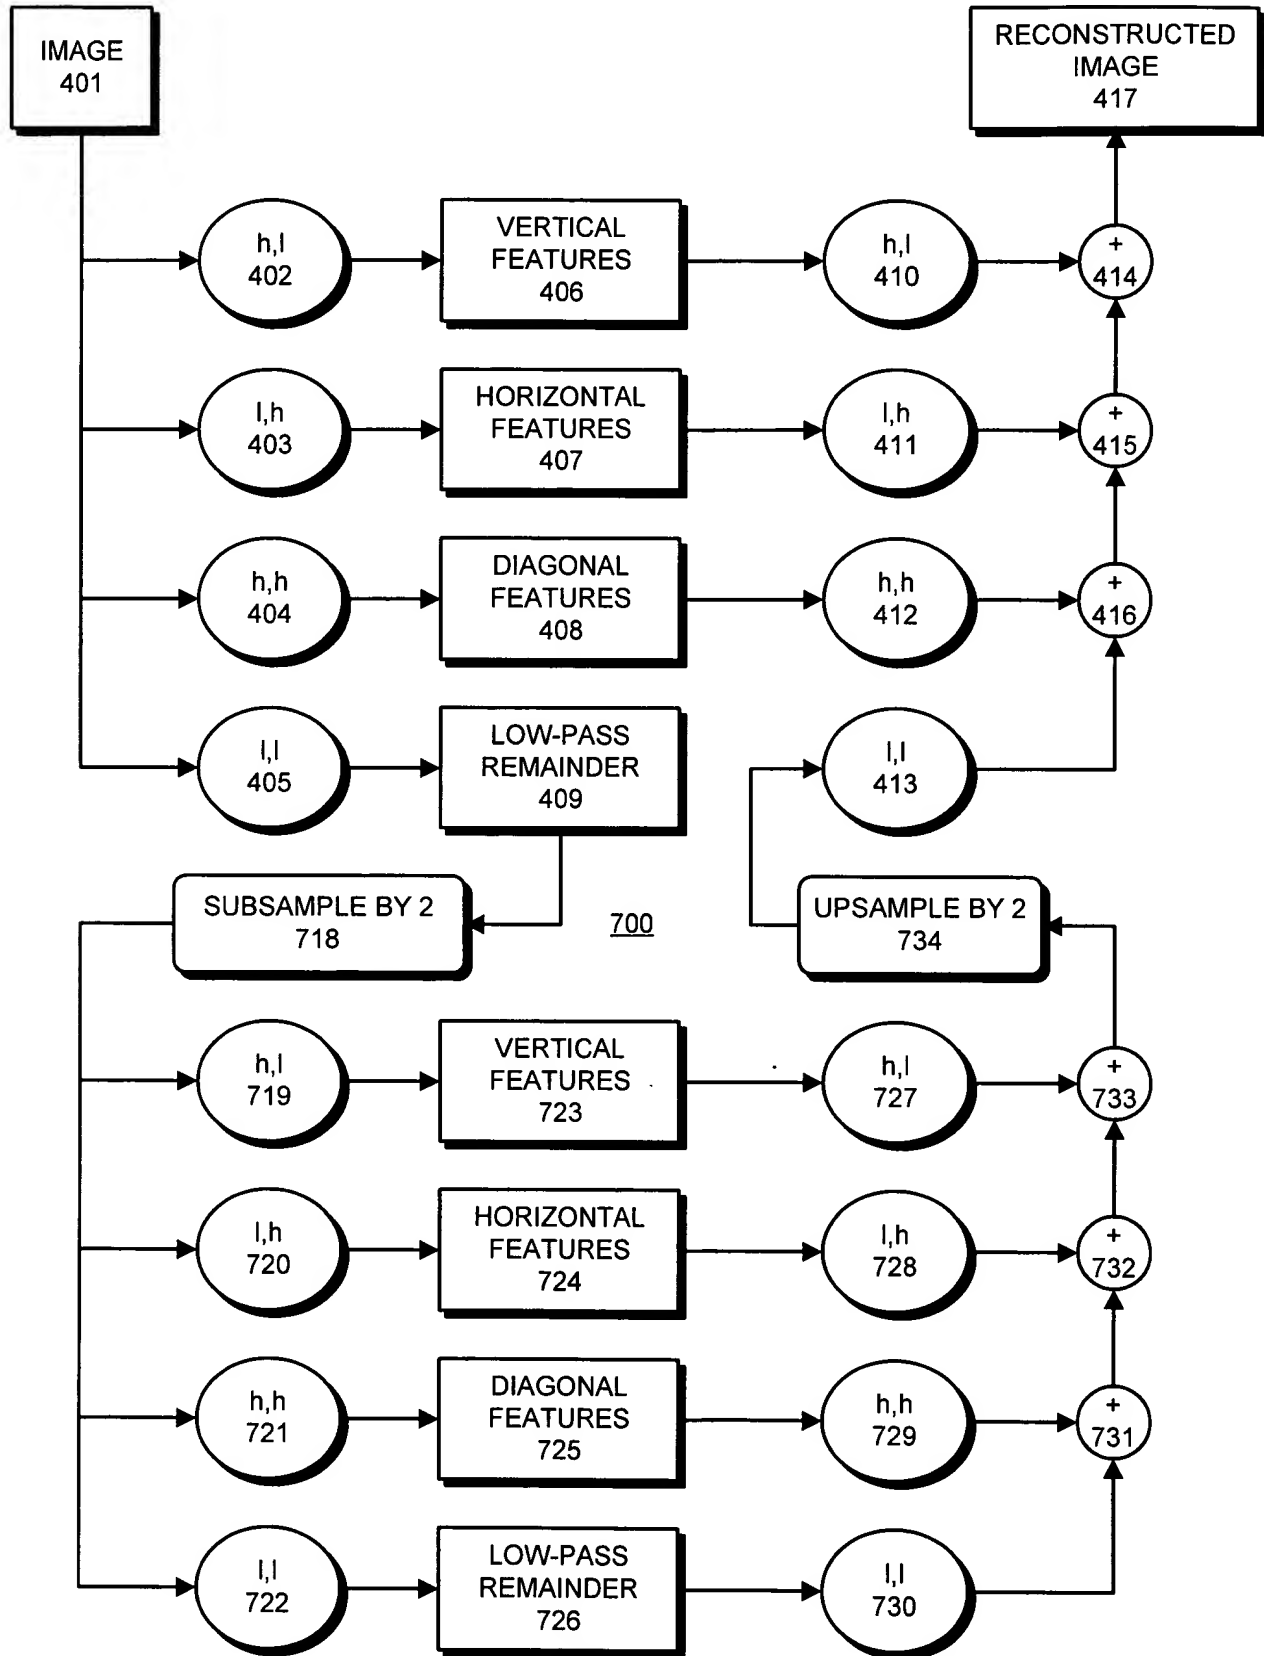 IMAGE
401
RECONSTRUCTED
IMAGE
417
h,l
402
VERTICAL
FEATURES
406
h,l
410
+
414
l,h
403
HORIZONTAL
FEATURES
407
l,h
411
+
415
h,h
404
DIAGONAL
FEATURES
408
h,h
412
+
416
l,l
405
LOW-PASS
REMAINDER
409
l,l
413
SUBSAMPLE BY 2
718
700
UPSAMPLE BY 2
734
h,l
719
VERTICAL
FEATURES
723
h,l
727
+
733
l,h
720
HORIZONTAL
FEATURES
724
l,h
728
+
732
h,h
721
DIAGONAL
FEATURES
725
h,h
729
+
731
l,l
722
LOW-PASS
REMAINDER
726
l,l
730